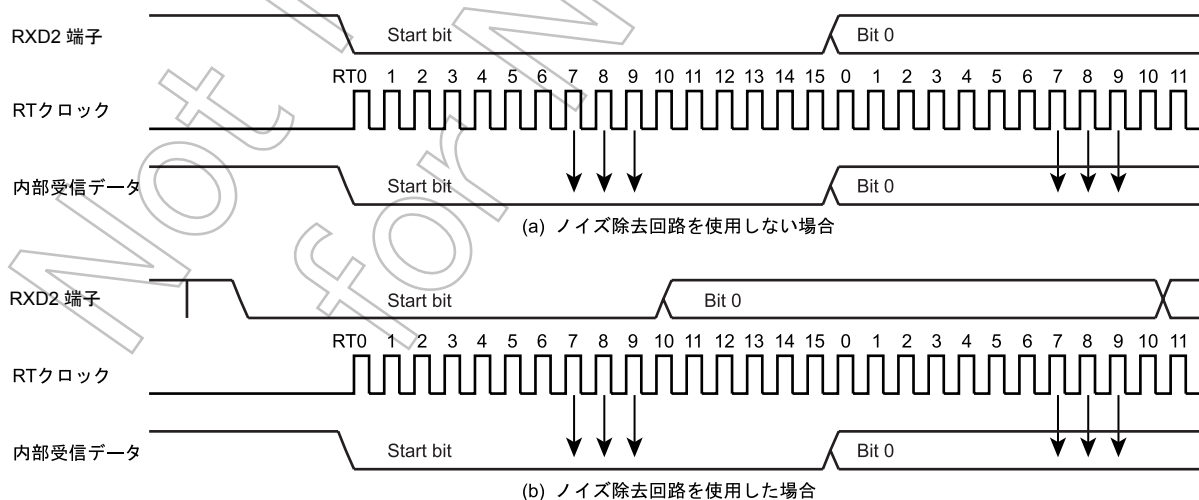 RXD2 端子 Start bit Bit 0
RT0 1 2 3 4 5 6 7 8 9 10 11 12 13 14 15 0 1 2 3 4 5 6 7 8 9 10 11
RTクロック
内部受信データ Start bit Bit 0
(a) ノイズ除去回路を使用しない場合
RXD2 端子 Start bit Bit 0
RT0 1 2 3 4 5 6 7 8 9 10 11 12 13 14 15 0 1 2 3 4 5 6 7 8 9 10 11
RTクロック
内部受信データ Start bit Bit 0
(b) ノイズ除去回路を使用した場合
Not
for N